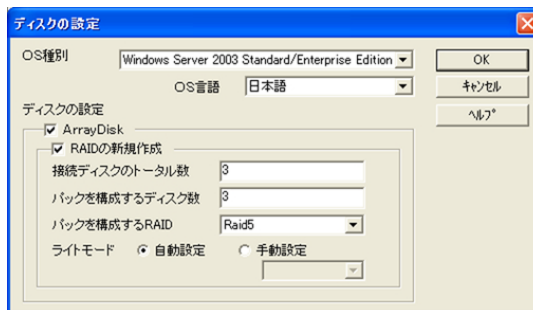 ディスクの設定
OS種別 Windows Server 2003 Standard/Enterprise Edition OK
OS言語 日本語 キャンセル
ディスクの設定 ヘルプ
ArrayDisk
RAIDの新規作成
接続ディスクのトータル数 3
パックを構成するディスク数 3
パックを構成するRAID Raid5
ライトモード 自動設定 手動設定